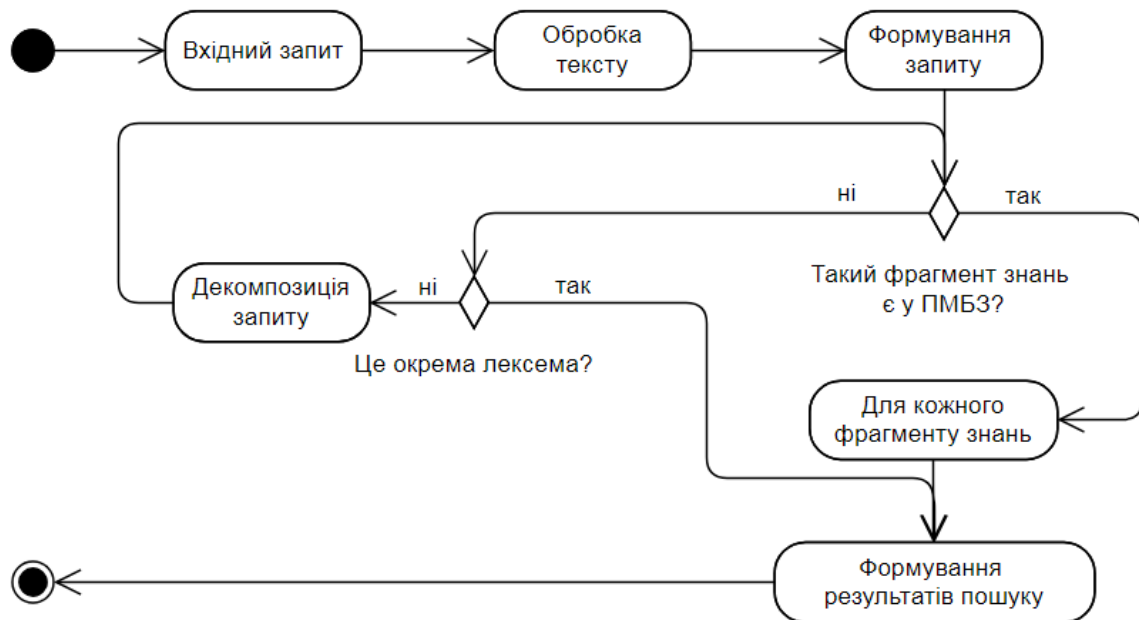 Вхідний запит
Обробка
тексту
Формування
запиту
ні
так
Такий фрагмент знань
є у ПМБЗ?
Декомпозиція
запиту
ні
так
Це окрема лексема?
Для кожного
фрагменту знань
Формування
результатів пошуку